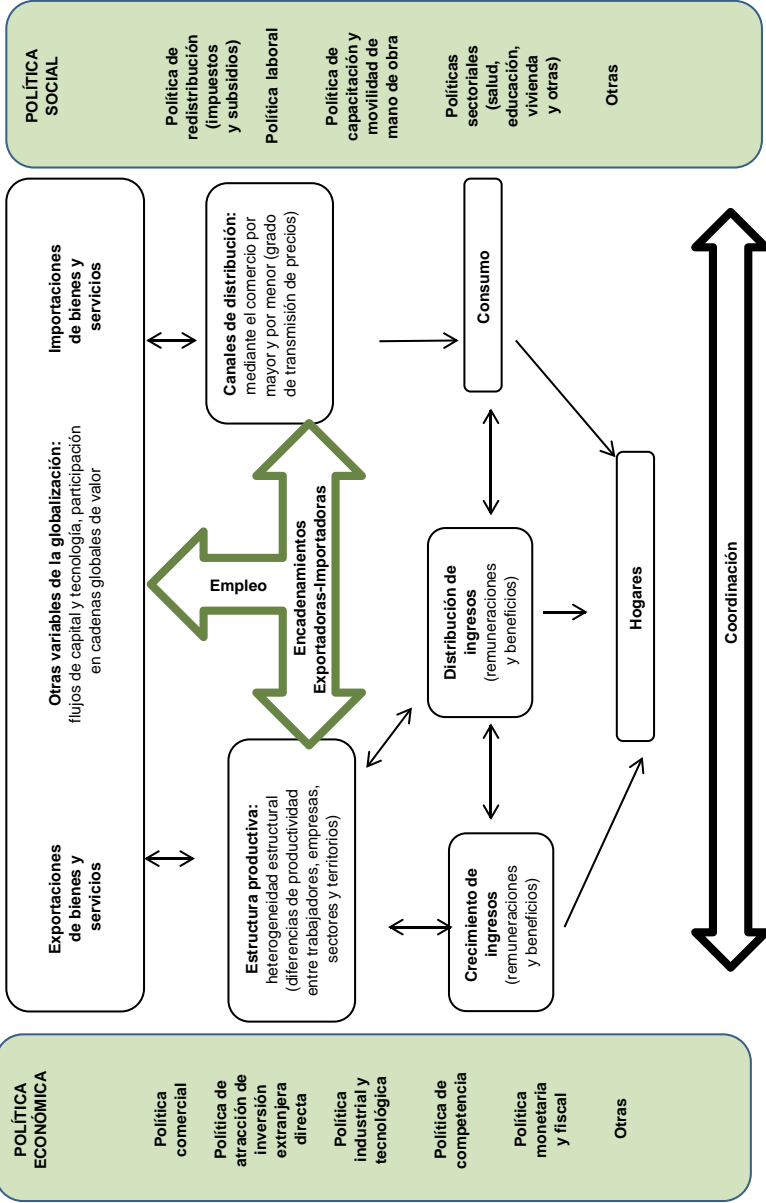 POLÍTICA
ECONÓMICA
Política
comercial
Política de
atracción de
inversión
extranjera
directa
Política
industrial y
tecnológica
Política de
competencia
Política
monetaria
y fiscal
Otras
Exportaciones
de bienes y
servicios
Otras variables de la globalización:
flujos de capital y tecnología, participación
en cadenas globales de valor
Importaciones
de bienes y
servicios
Estructura productiva:
heterogeneidad estructural
(diferencias de productividad
entre trabajadores, empresas,
sectores y territorios)
Empleo
Encadenamientos
Exportadoras-Importadoras
Canales de distribución:
mediante el comercio por
mayor y por menor (grado
de transmisión de precios)
Crecimiento de
ingresos
(remuneraciones
y beneficios)
Distribución de
ingresos
(remuneraciones
y beneficios)
Consumo
Hogares
Coordinación
POLÍTICA
SOCIAL
Política de
redistribución
(impuestos
y subsidios)
Política laboral
Política de
capacitación y
movilidad de
mano de obra
Políticas
sectoriales
(salud,
educación,
vivienda
y otras)
Otras